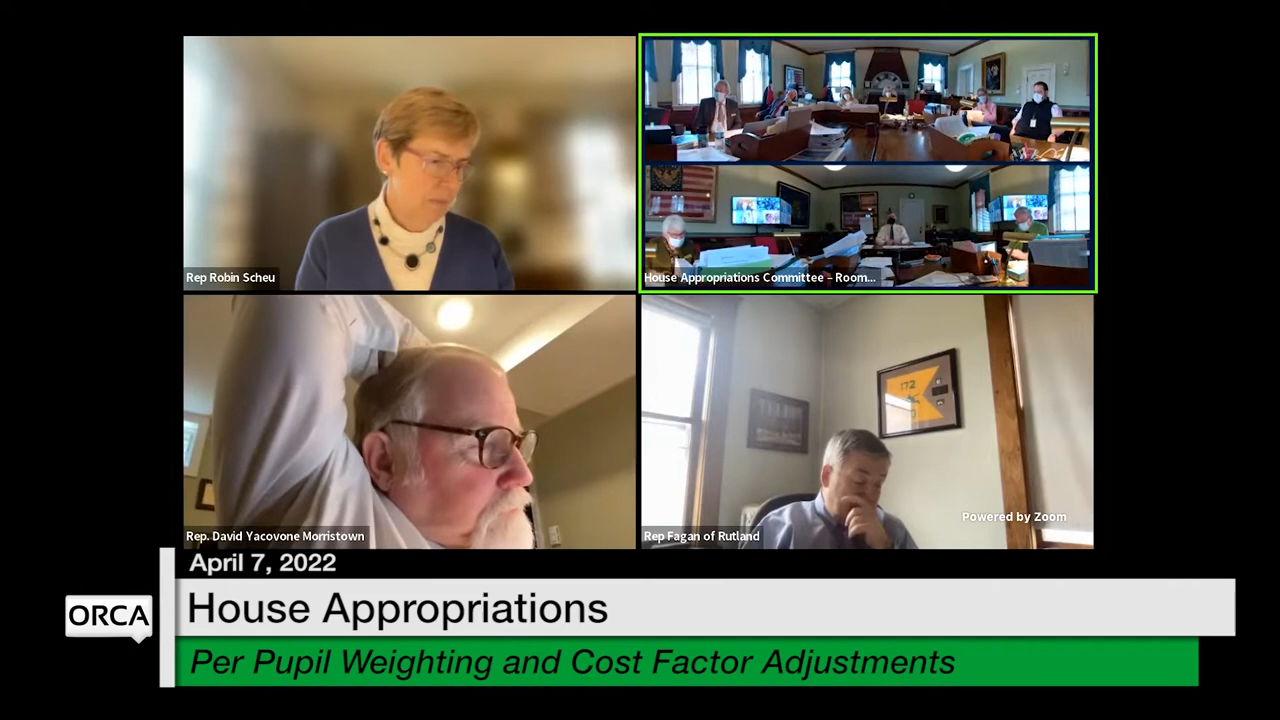 Rep Robin Scheu
House Appropriations Committee – Room...
172
Rep. David Yacovone Morristown
Rep Fagan of Rutland
Powered by Zoom
April 7, 2022
ORCA
House Appropriations
Per Pupil Weighting and Cost Factor Adjustments